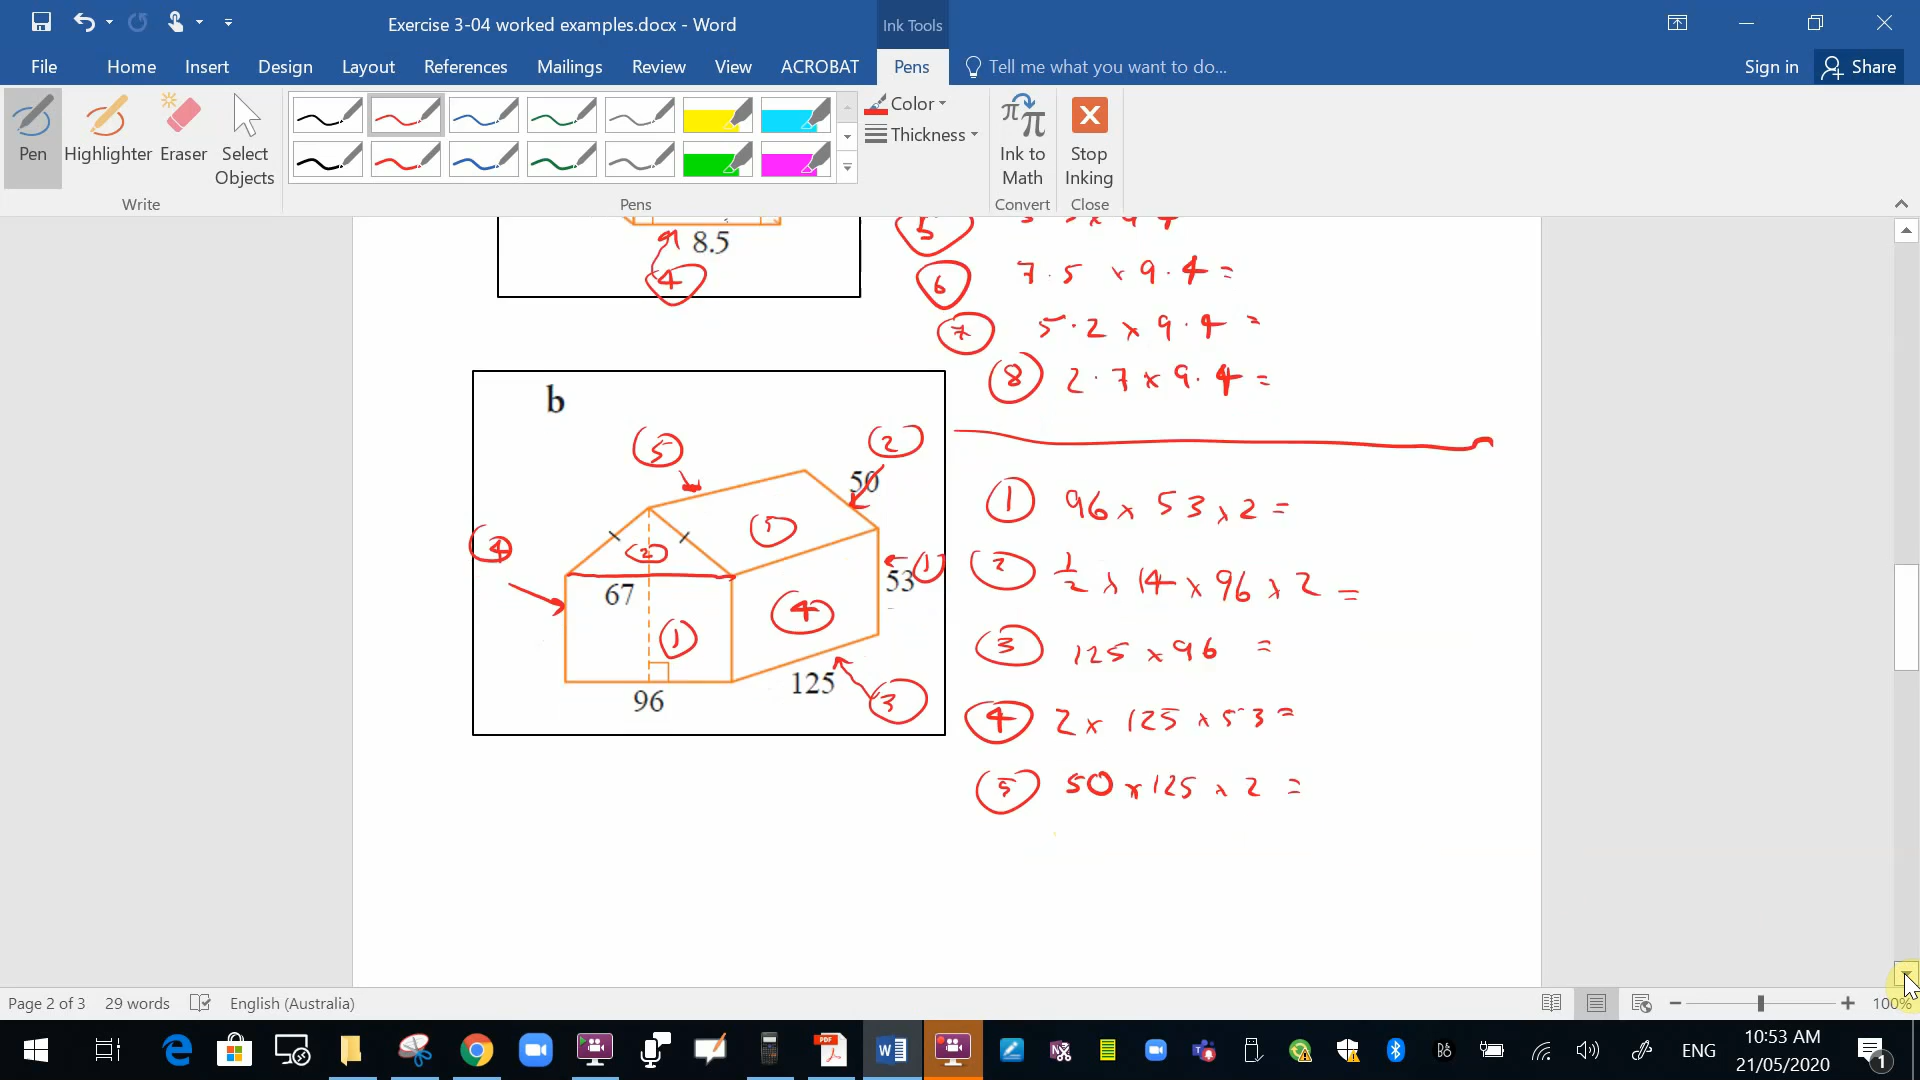 Exercise 3-04 worked examples.docx - Word
Ink Tools
File Home Insert Design Layout References Mailings Review View ACROBAT Pens Tell me what you want to do... Sign in Share
Pen Highlighter Eraser Select Objects
Color
Thickness
Ink to Math
Stop Inking
Write Pens Convert Close
8.5
4
5
6 7.5 x 9.4 =
7 5.2 x 9.4 =
8 2.7 x 9.4 =
b
5
2
50
4
2
5
1
53
67
4
1
96
125
3
1 96 x 53 x 2 =
2 1/2 x 14 x 96 x 2 =
3 125 x 96 =
4 2 x 125 x 53 =
5 50 x 125 x 2 =
Page 2 of 3 29 words English (Australia) 100%
ENG
10:53 AM
21/05/2020
1